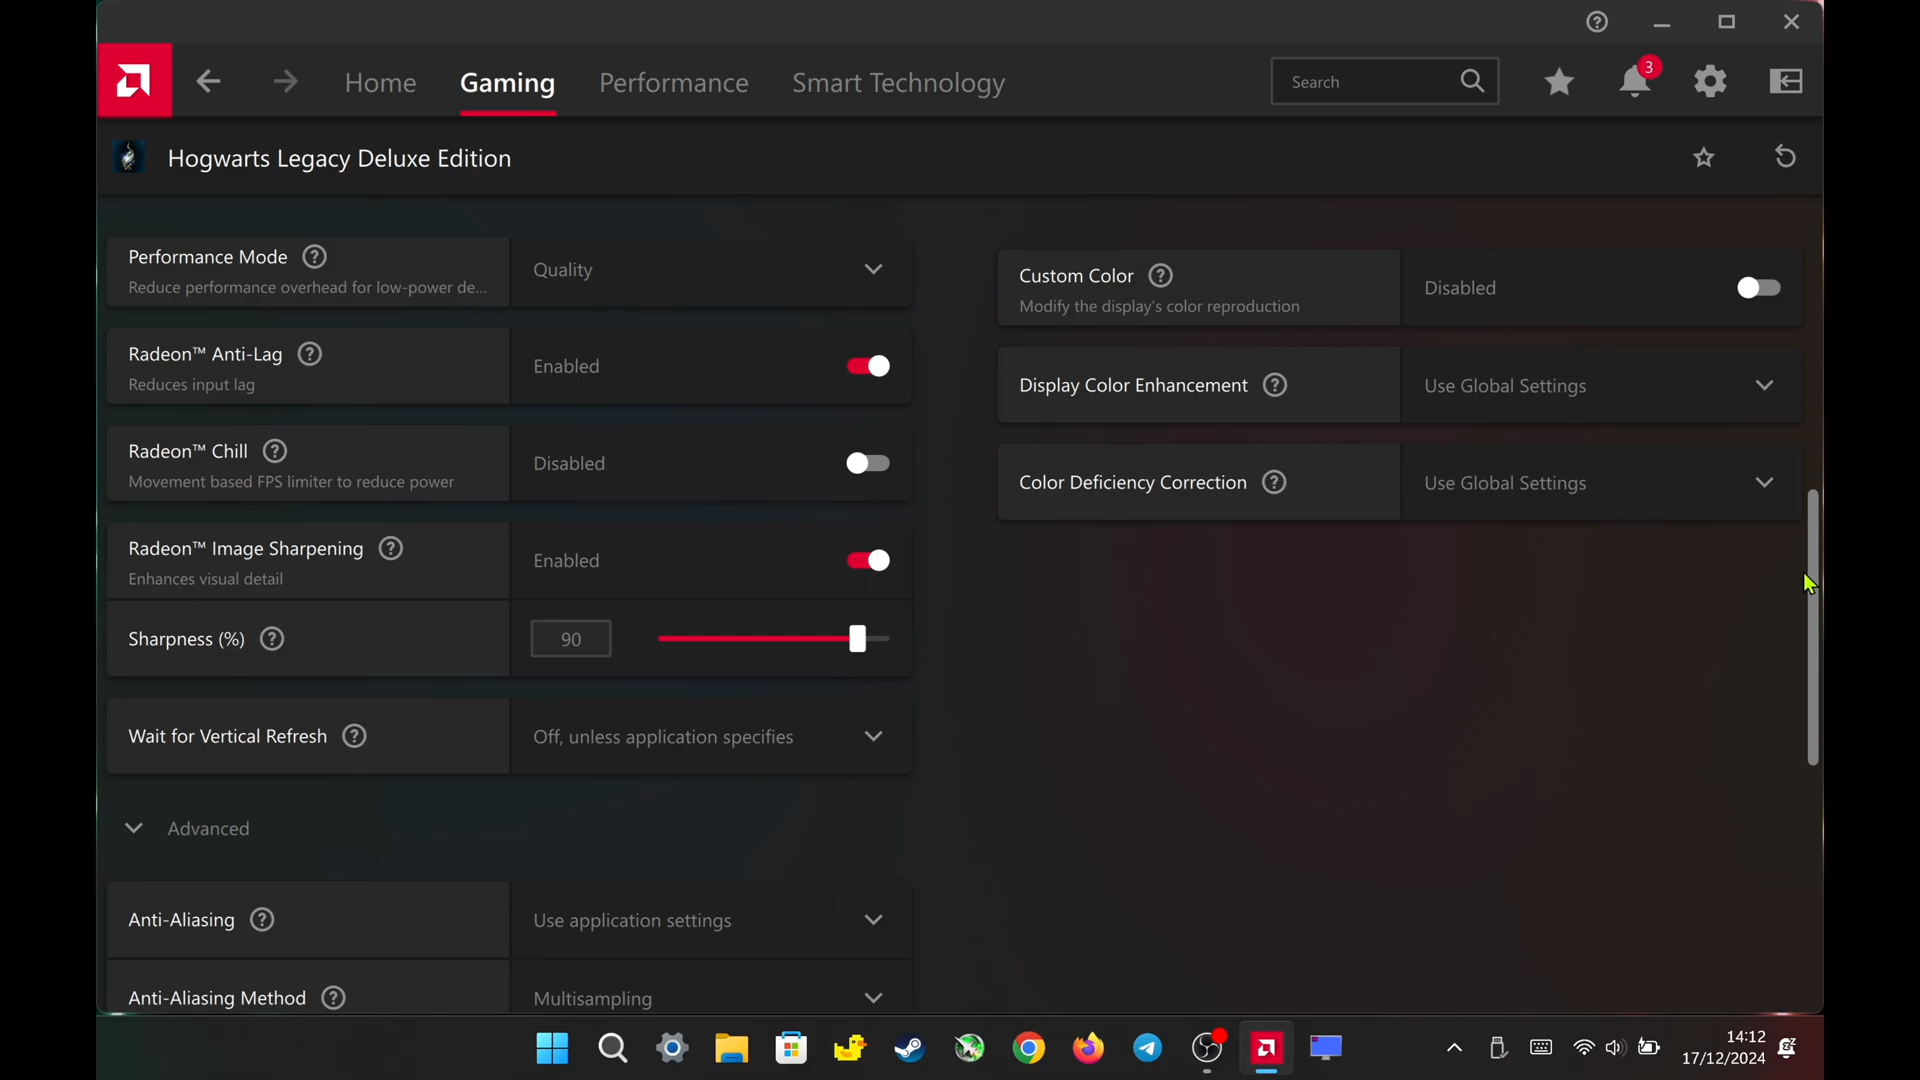 Home
Gaming
Performance
Smart Technology
Search
3
Hogwarts Legacy Deluxe Edition
Performance Mode
Reduce performance overhead for low-power de...
Quality
Radeon™ Anti-Lag
Reduces input lag
Enabled
Radeon™ Chill
Movement based FPS limiter to reduce power
Disabled
Radeon™ Image Sharpening
Enhances visual detail
Enabled
Sharpness (%)
90
Wait for Vertical Refresh
Off, unless application specifies
Advanced
Anti-Aliasing
Use application settings
Anti-Aliasing Method
Multisampling
Custom Color
Modify the display's color reproduction
Disabled
Display Color Enhancement
Use Global Settings
Color Deficiency Correction
Use Global Settings
14:12
17/12/2024